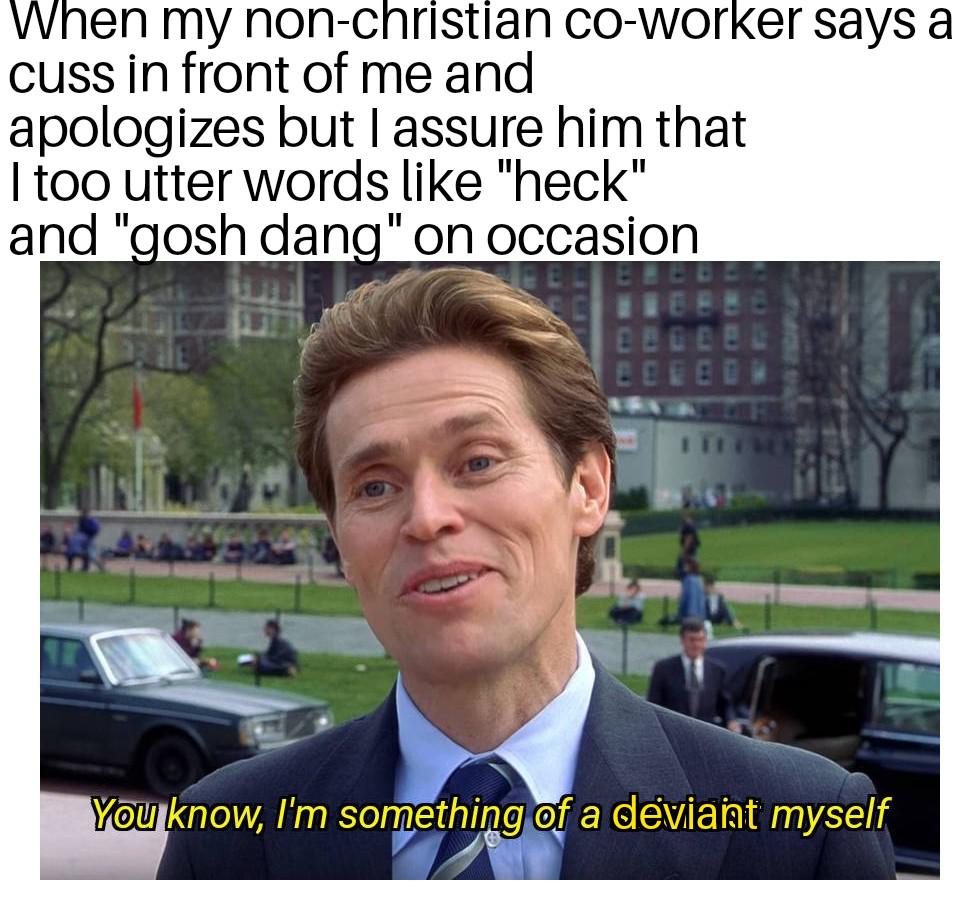 When my non-christian co-worker says a
cuss in front of me and
apologizes but I assure him that
I too utter words like "heck"
and "gosh dang" on occasion
You know, I'm something of a deviant myself